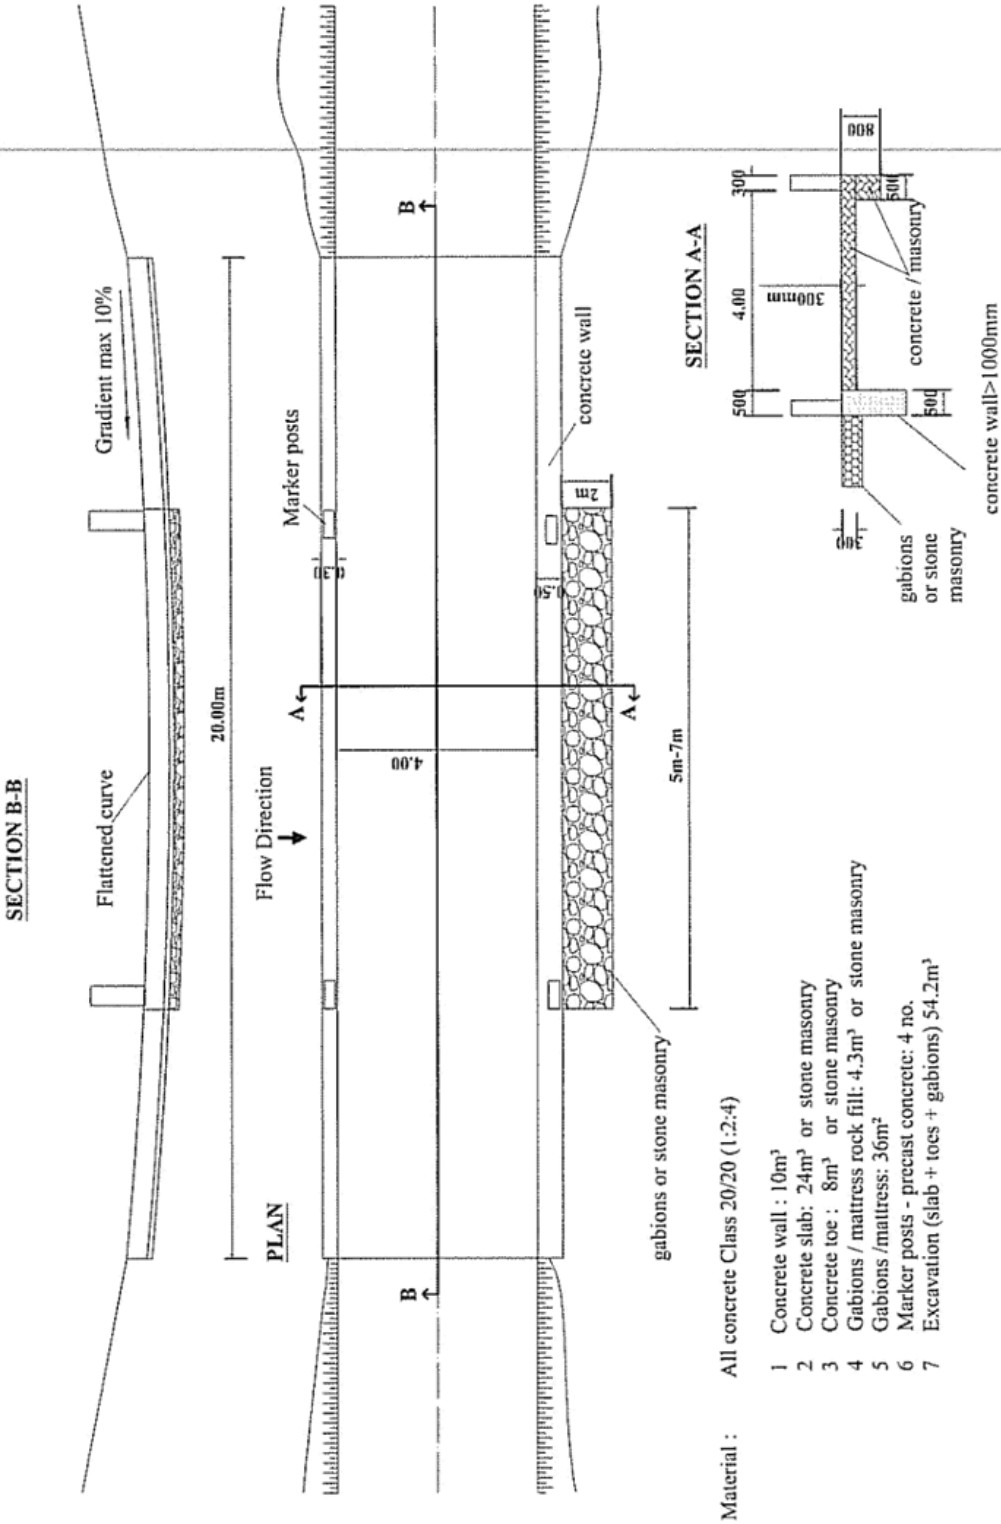 SECTION B-B
Flattened curve
Gradient max 10%
20.00m
PLAN
Flow Direction
Marker posts
B
B
A
A
0.30
4.00
0.50
concrete wall
2m
5m-7m
gabions or stone masonry
SECTION A-A
500
4.00
300
300mm
800
300
500
500
concrete / masonry
gabions
or stone
masonry
concrete wall>1000mm
Material : All concrete Class 20/20 (1:2:4)
1 Concrete wall : 10m³
2 Concrete slab: 24m³ or stone masonry
3 Concrete toe : 8m³ or stone masonry
4 Gabions / mattress rock fill: 4.3m³ or stone masonry
5 Gabions /mattress: 36m²
6 Marker posts - precast concrete: 4 no.
7 Excavation (slab + toes + gabions) 54.2m³